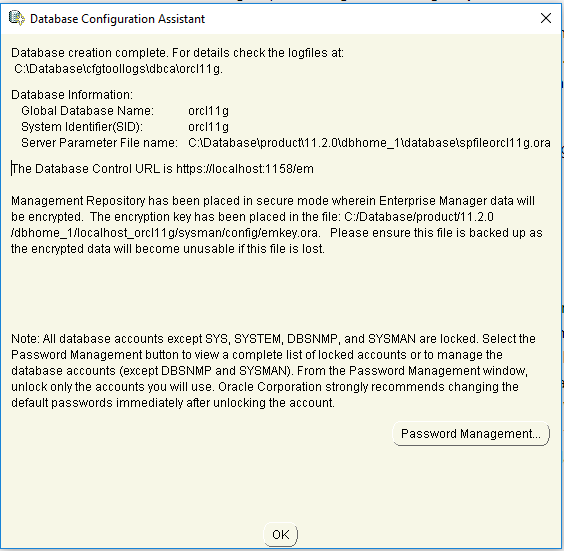 Database Configuration Assistant
Database creation complete. For details check the logfiles at:
C:\Database\cfgtoollogs\dbca\orcl11g.
Database Information:
Global Database Name: orcl11g
System Identifier(SID): orcl11g
Server Parameter File name: C:\Database\product\11.2.0\dbhome_1\database\spfileorcl11g.ora
The Database Control URL is https://localhost:1158/em
Management Repository has been placed in secure mode wherein Enterprise Manager data will
be encrypted. The encryption key has been placed in the file: C:/Database/product/11.2.0
/dbhome_1/localhost_orcl11g/sysman/config/emkey.ora. Please ensure this file is backed up as
the encrypted data will become unusable if this file is lost.
Note: All database accounts except SYS, SYSTEM, DBSNMP, and SYSMAN are locked. Select the
Password Management button to view a complete list of locked accounts or to manage the
database accounts (except DBSNMP and SYSMAN). From the Password Management window,
unlock only the accounts you will use. Oracle Corporation strongly recommends changing the
default passwords immediately after unlocking the account.
Password Management...
OK